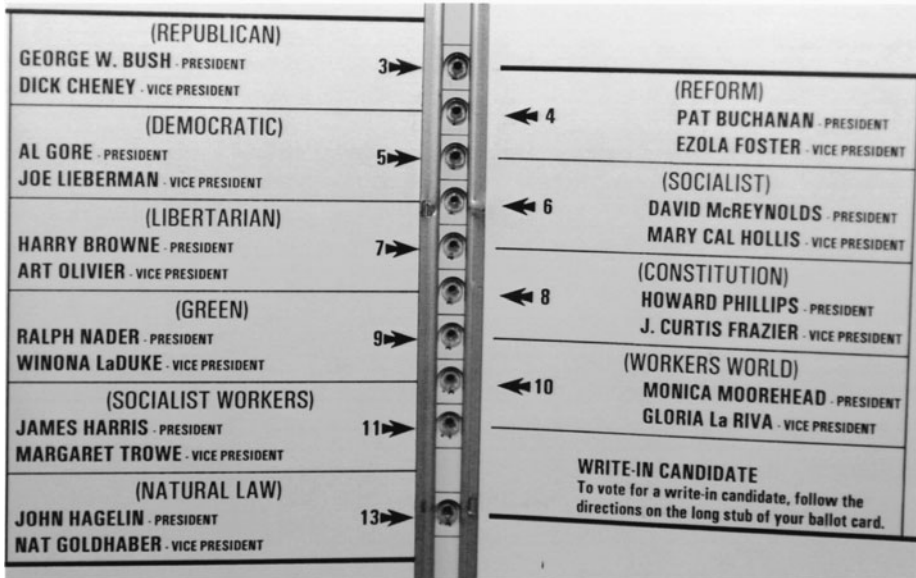 (REPUBLICAN)
GEORGE W. BUSH - PRESIDENT
DICK CHENEY - VICE PRESIDENT
3
(DEMOCRATIC)
AL GORE - PRESIDENT
JOE LIEBERMAN - VICE PRESIDENT
5
(LIBERTARIAN)
HARRY BROWNE - PRESIDENT
ART OLIVIER - VICE PRESIDENT
7
(GREEN)
RALPH NADER - PRESIDENT
WINONA LaDUKE - VICE PRESIDENT
9
(SOCIALIST WORKERS)
JAMES HARRIS - PRESIDENT
MARGARET TROWE - VICE PRESIDENT
11
(NATURAL LAW)
JOHN HAGELIN - PRESIDENT
NAT GOLDHABER - VICE PRESIDENT
13
(REFORM)
PAT BUCHANAN - PRESIDENT
EZOLA FOSTER - VICE PRESIDENT
4
(SOCIALIST)
DAVID McREYNOLDS - PRESIDENT
MARY CAL HOLLIS - VICE PRESIDENT
6
(CONSTITUTION)
HOWARD PHILLIPS - PRESIDENT
J. CURTIS FRAZIER - VICE PRESIDENT
8
(WORKERS WORLD)
MONICA MOOREHEAD - PRESIDENT
GLORIA La RIVA - VICE PRESIDENT
10
WRITE-IN CANDIDATE
To vote for a write-in candidate, follow the
directions on the long stub of your ballot card.